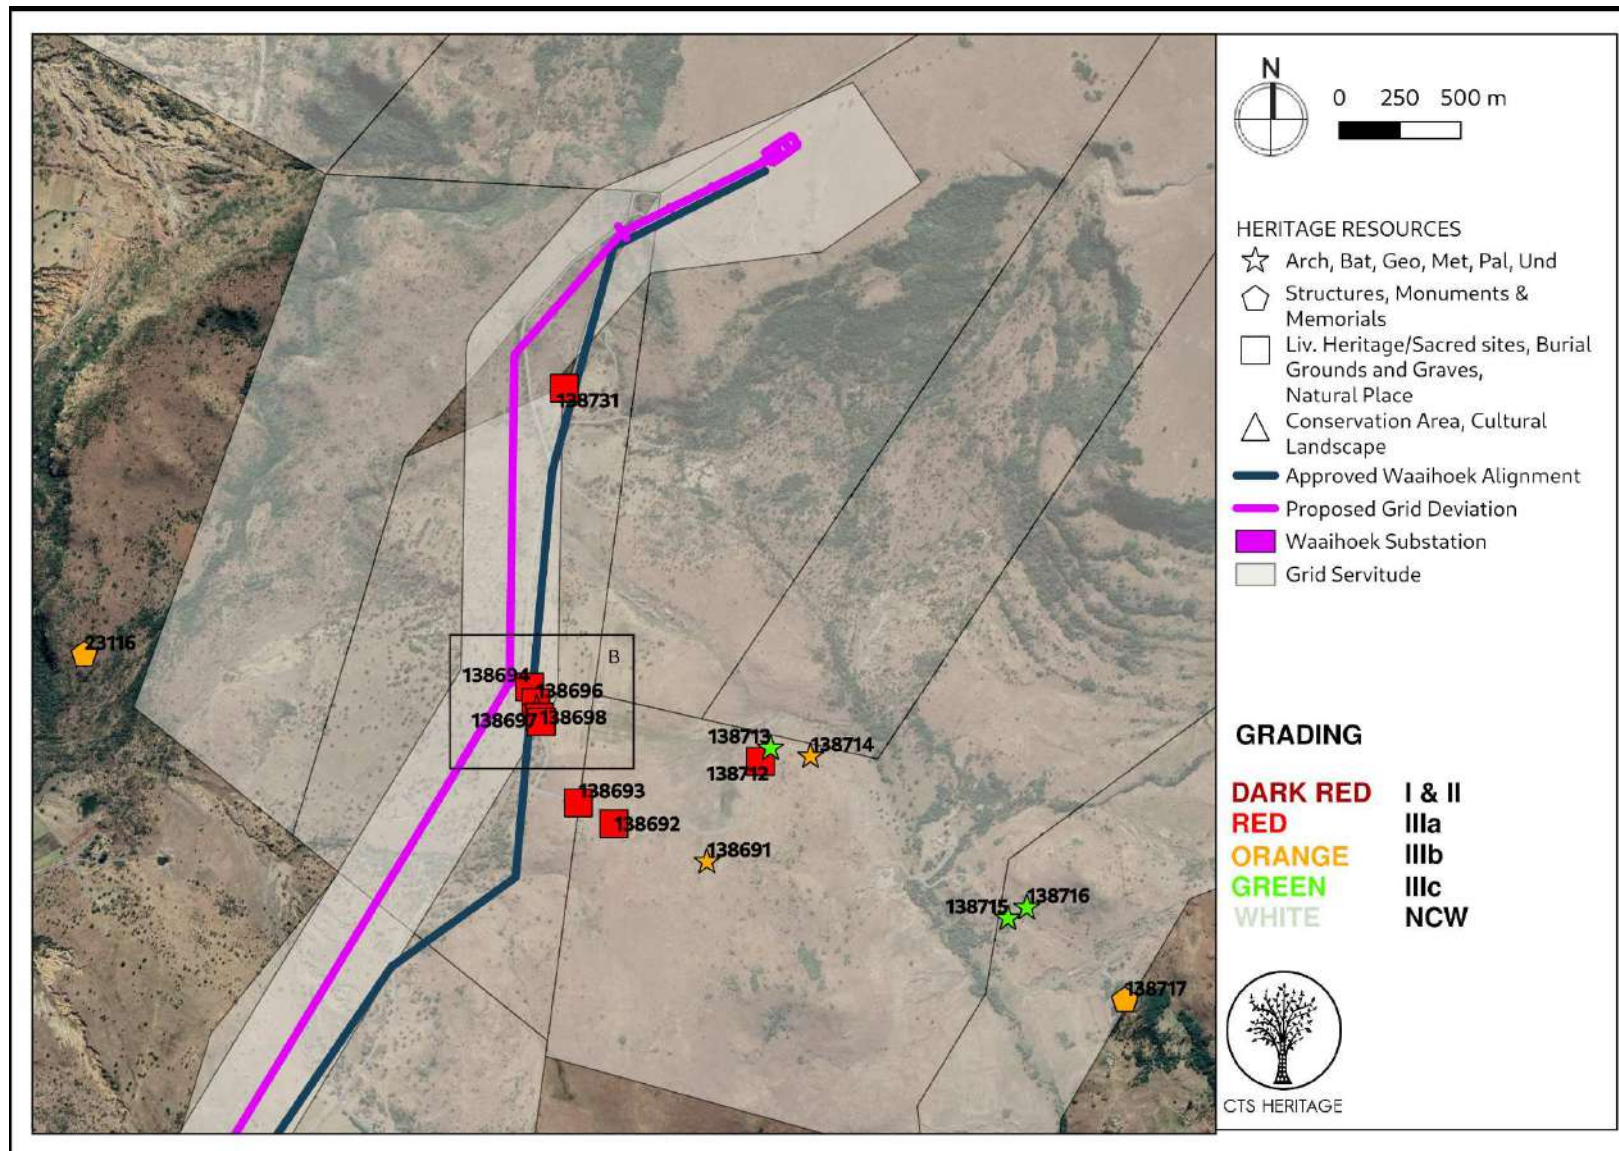 N
0 250 500 m
HERITAGE RESOURCES
Arch, Bat, Geo, Met, Pal, Und
Structures, Monuments &
Memorials
Liv. Heritage/Sacred sites, Burial
Grounds and Graves,
Natural Place
Conservation Area, Cultural
Landscape
Approved Waaihoek Alignment
Proposed Grid Deviation
Waaihoek Substation
Grid Servitude
138731
23116
B
138694
138696
138697
138698
138713
138714
138712
138693
138692
138691
138715
138716
138717
GRADING
DARK RED I & II
RED IIIa
ORANGE IIIb
GREEN IIIc
WHITE NCW
CTS HERITAGE